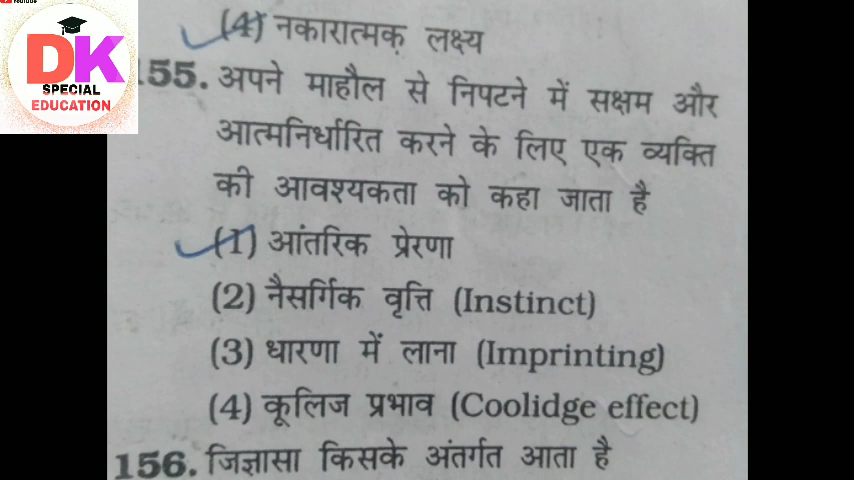 DK
SPECIAL
EDUCATION
(4) नकारात्मक लक्ष्य
155. अपने माहौल से निपटने में सक्षम और
आत्मनिर्धारित करने के लिए एक व्यक्ति
की आवश्यकता को कहा जाता है
(1) आंतरिक प्रेरणा
(2) नैसर्गिक वृत्ति (Instinct)
(3) धारणा में लाना (Imprinting)
(4) कूलिज प्रभाव (Coolidge effect)
156. जिज्ञासा किसके अंतर्गत आता है